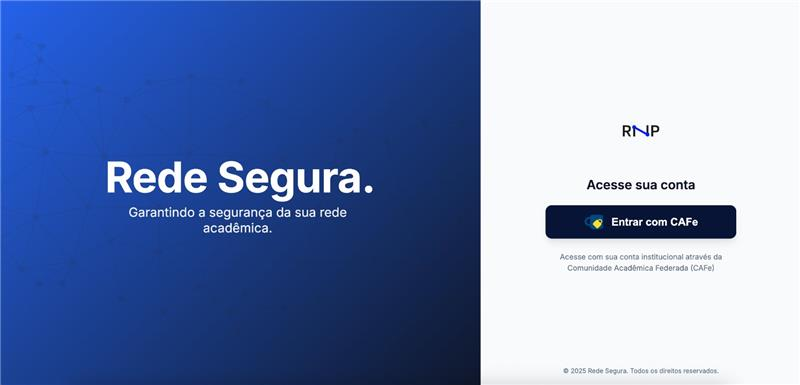 Rede Segura.
Garantindo a segurança da sua rede
acadêmica.
RNP
Acesse sua conta
Entrar com CAFe
Acesse com sua conta institucional através da
Comunidade Acadêmica Federada (CAFe)
© 2025 Rede Segura. Todos os direitos reservados.